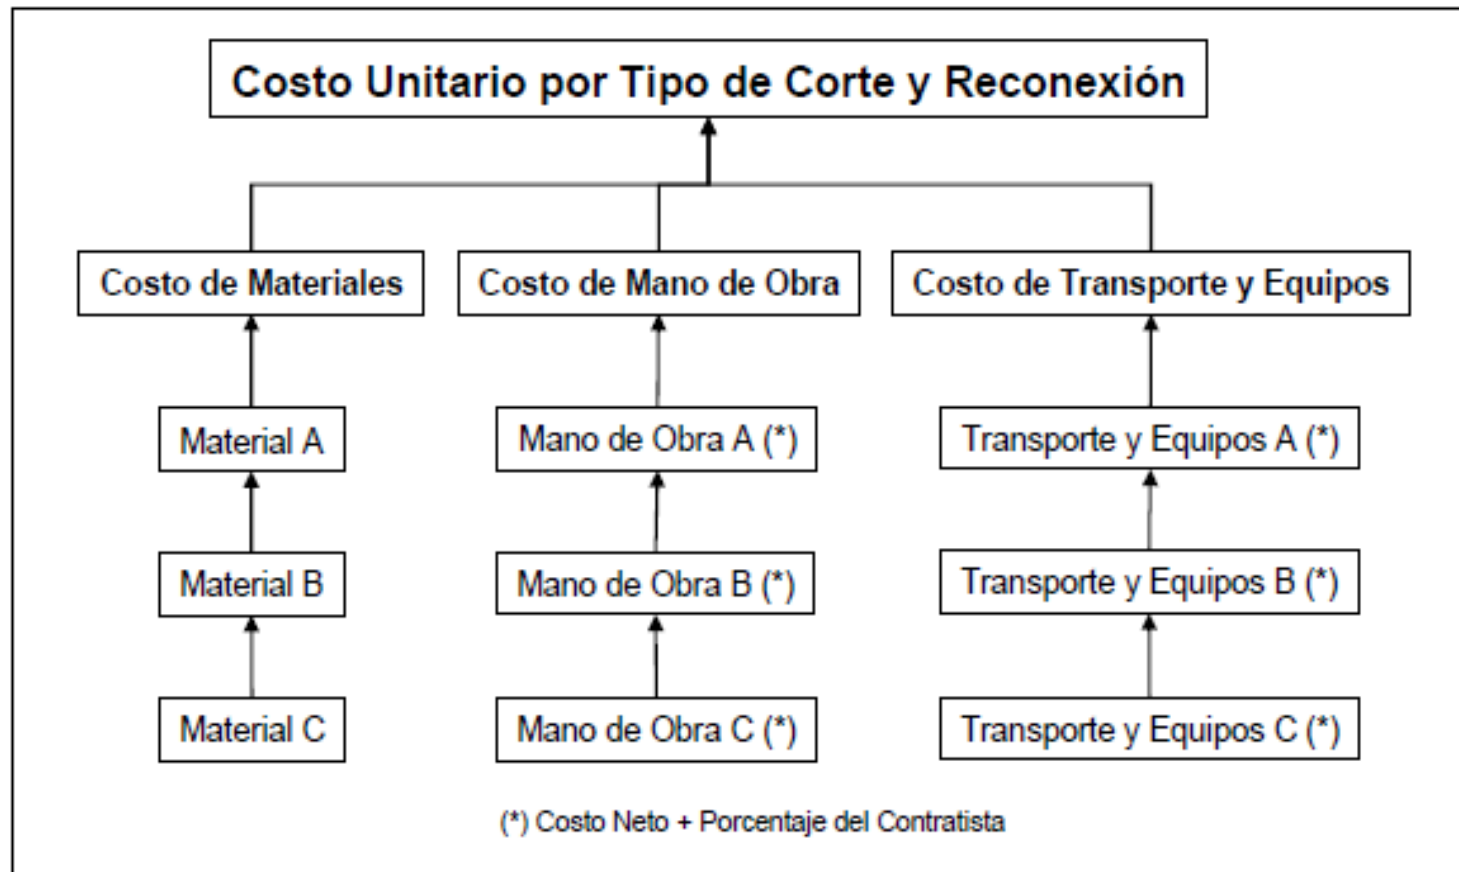 Costo Unitario por Tipo de Corte y Reconexión
Costo de Materiales
Costo de Mano de Obra
Costo de Transporte y Equipos
Material A
Mano de Obra A (*)
Transporte y Equipos A (*)
Material B
Mano de Obra B (*)
Transporte y Equipos B (*)
Material C
Mano de Obra C (*)
Transporte y Equipos C (*)
(*) Costo Neto + Porcentaje del Contratista